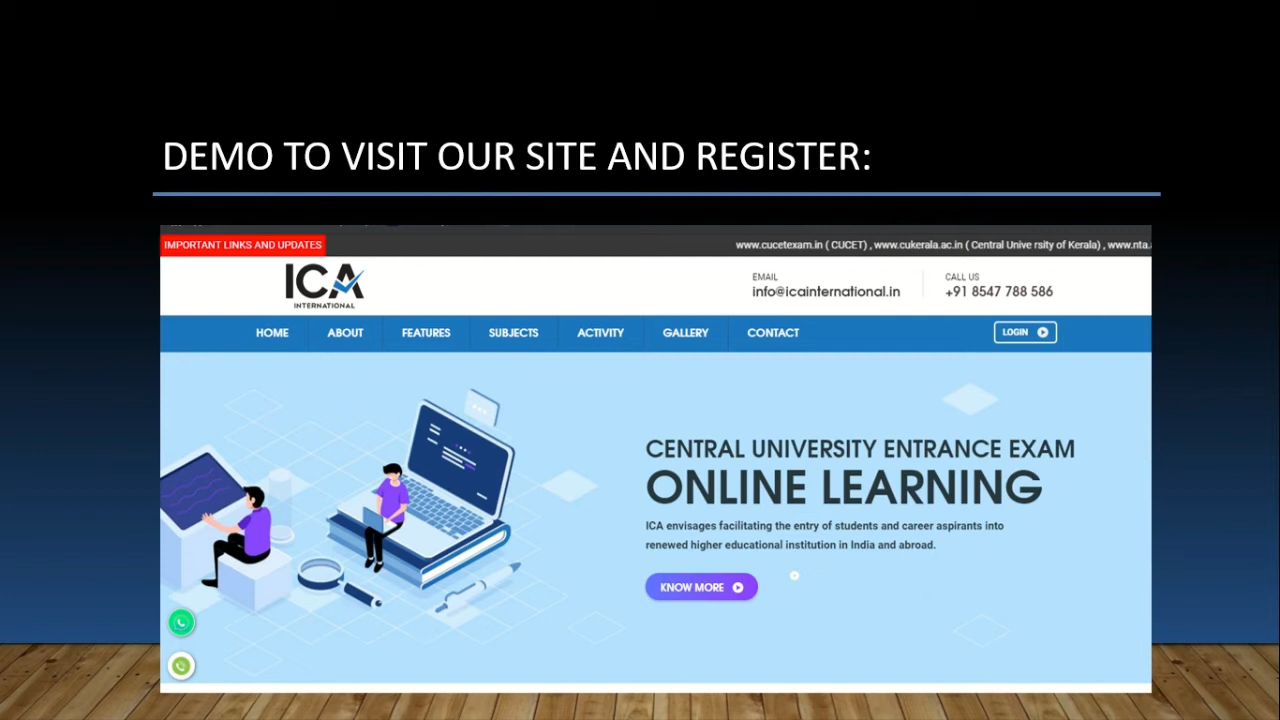 DEMO TO VISIT OUR SITE AND REGISTER:
IMPORTANT LINKS AND UPDATES
www.cucetexam.in ( CUCET) , www.cukerala.ac.in ( Central Unive rsity of Kerala) , www.nta.
ICA
INTERNATIONAL
EMAIL
info@icainternational.in
CALL US
+91 8547 788 586
HOME ABOUT FEATURES SUBJECTS ACTIVITY GALLERY CONTACT LOGIN
CENTRAL UNIVERSITY ENTRANCE EXAM
ONLINE LEARNING
ICA envisages facilitating the entry of students and career aspirants into
renewed higher educational institution in India and abroad.
KNOW MORE